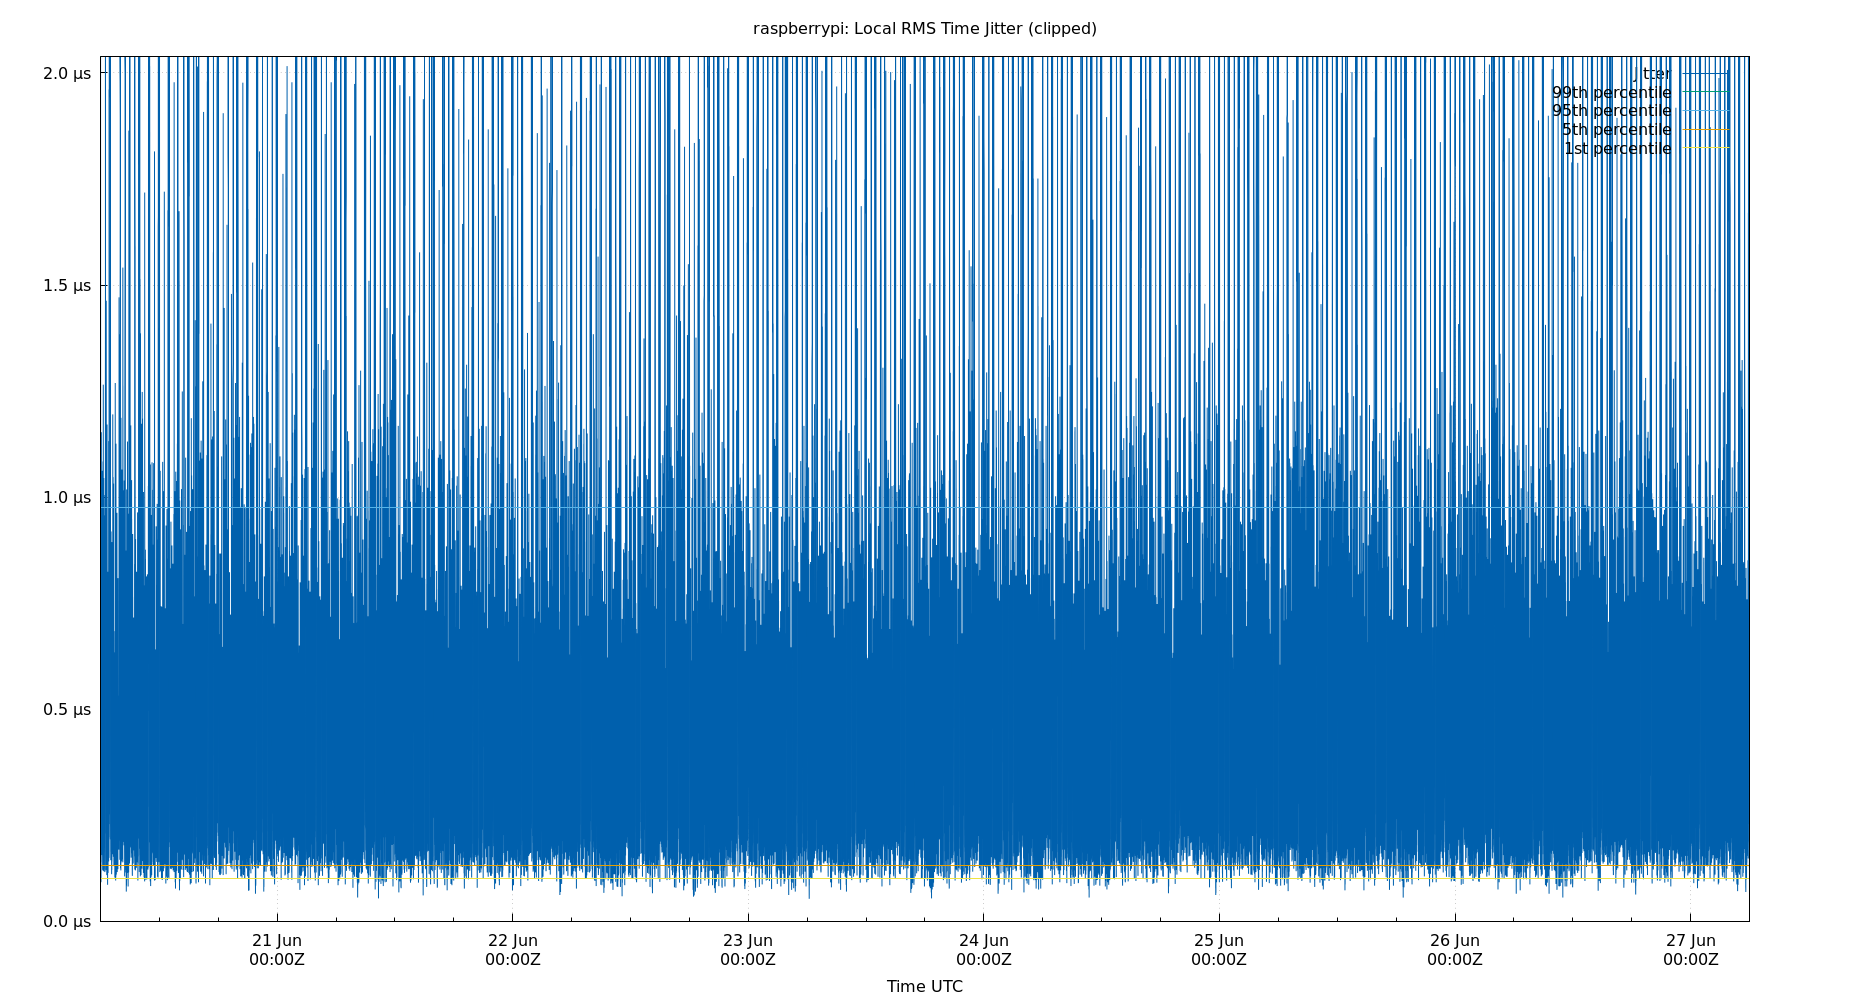 raspberrypi: Local RMS Time Jitter (clipped)
2.0 µs
1.5 µs
1.0 µs
0.5 µs
0.0 µs
jitter
99th percentile
95th percentile
5th percentile
1st percentile
21 Jun 22 Jun 23 Jun 24 Jun 25 Jun 26 Jun 27 Jun
00:00Z 00:00Z 00:00Z 00:00Z 00:00Z 00:00Z 00:00Z
Time UTC